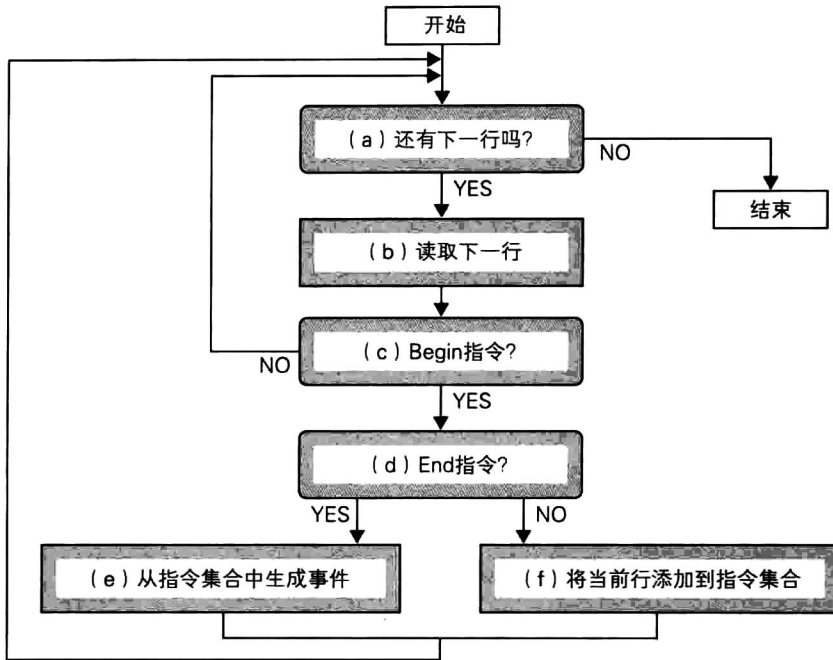 开始
（a）还有下一行吗？
NO
YES
结束
（b）读取下一行
（c）Begin指令？
NO
YES
（d）End指令？
YES
NO
（e）从指令集合中生成事件
（f）将当前行添加到指令集合